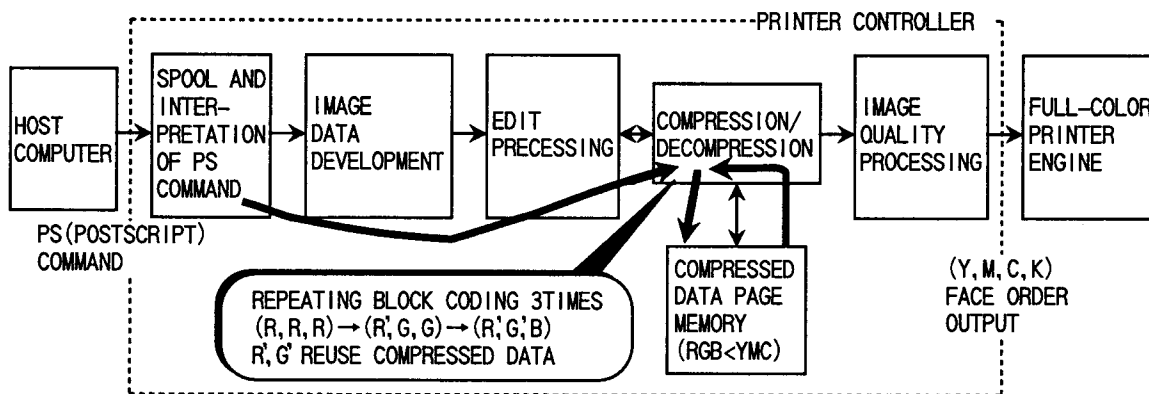 PRINTER CONTROLLER
HOST
COMPUTER
SPOOL AND
INTER-
PRETATION
OF PS
COMMAND
IMAGE
DATA
DEVELOPMENT
EDIT
PRECESSING
COMPRESSION/
DECOMPRESSION
IMAGE
QUALITY
PROCESSING
FULL-COLOR
PRINTER
ENGINE
PS(POSTSCRIPT)
COMMAND
REPEATING BLOCK CODING 3TIMES
(R,R,R)→(R',G,G)→(R',G',B)
R',G' REUSE COMPRESSED DATA
COMPRESSED
DATA PAGE
MEMORY
(RGB<YMC)
(Y,M,C,K)
FACE ORDER
OUTPUT